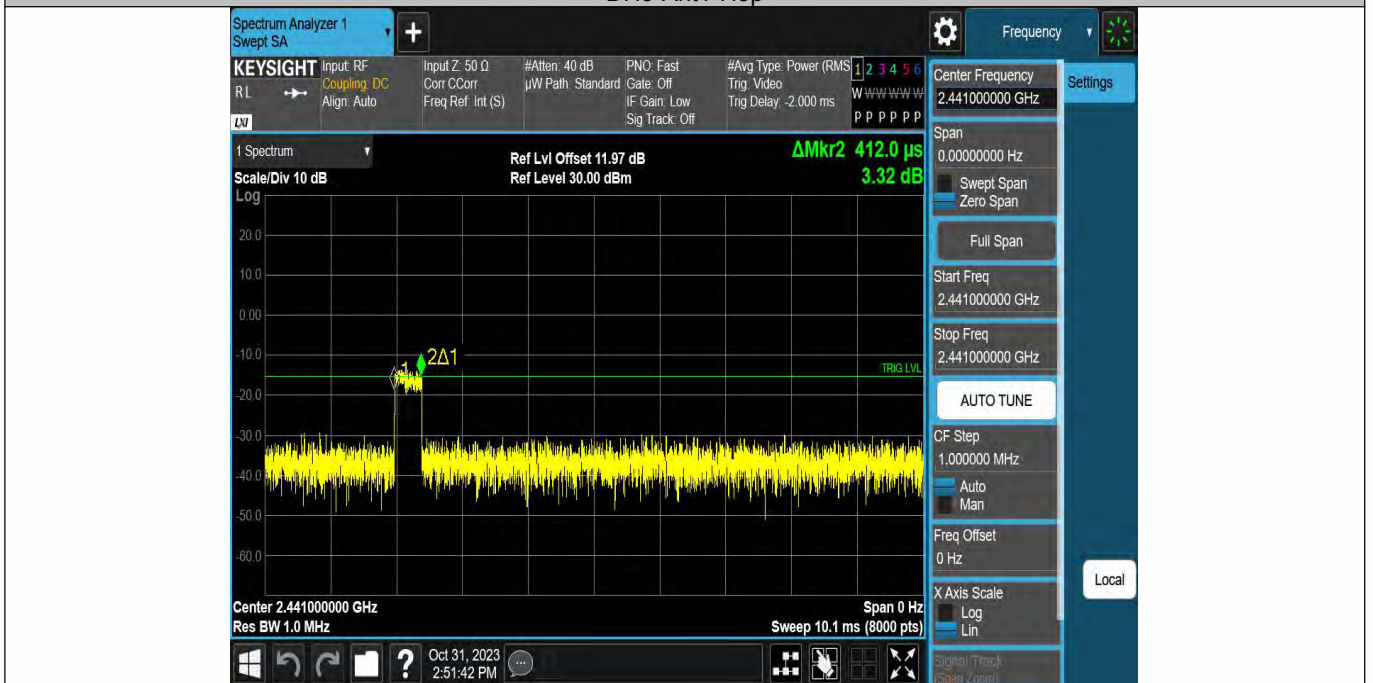 Spectrum Analyzer 1
Swept SA
+
Frequency
KEYSIGHT
RL
LXI
Input: RF
Coupling: DC
Align: Auto
Input Z: 50 Ω
Corr CCorr
Freq Ref: Int (S)
#Atten: 40 dB
µW Path: Standard
PNO: Fast
Gate: Off
IF Gain: Low
Sig Track: Off
#Avg Type: Power (RMS
Trig: Video
Trig Delay: -2.000 ms
1 2 3 4 5 6
W W W W W W
P P P P P P
Center Frequency
2.441000000 GHz
Settings
Span
0.00000000 Hz
Swept Span
Zero Span
Full Span
Start Freq
2.441000000 GHz
Stop Freq
2.441000000 GHz
AUTO TUNE
CF Step
1.000000 MHz
Auto
Man
Freq Offset
0 Hz
X Axis Scale
Log
Lin
Signal Track
(Span Zoom)
Local
1 Spectrum
Scale/Div 10 dB
Log
Ref Lvl Offset 11.97 dB
Ref Level 30.00 dBm
ΔMkr2 412.0 µs
3.32 dB
20.0
10.0
0.00
-10.0
-20.0
-30.0
-40.0
-50.0
-60.0
1
2Δ1
TRIG LVL
Center 2.441000000 GHz
Res BW 1.0 MHz
Span 0 Hz
Sweep 10.1 ms (8000 pts)
?
Oct 31, 2023
2:51:42 PM